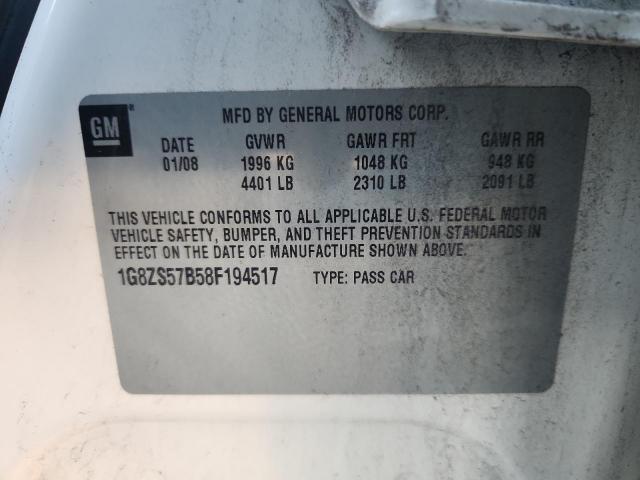 GM
MFD BY GENERAL MOTORS CORP.
DATE GVWR GAWR FRT GAWR RR
01/08 1996 KG 1048 KG 948 KG
4401 LB 2310 LB 2091 LB
THIS VEHICLE CONFORMS TO ALL APPLICABLE U.S. FEDERAL MOTOR
VEHICLE SAFETY, BUMPER, AND THEFT PREVENTION STANDARDS IN
EFFECT ON THE DATE OF MANUFACTURE SHOWN ABOVE.
1G8ZS57B58F194517 TYPE: PASS CAR